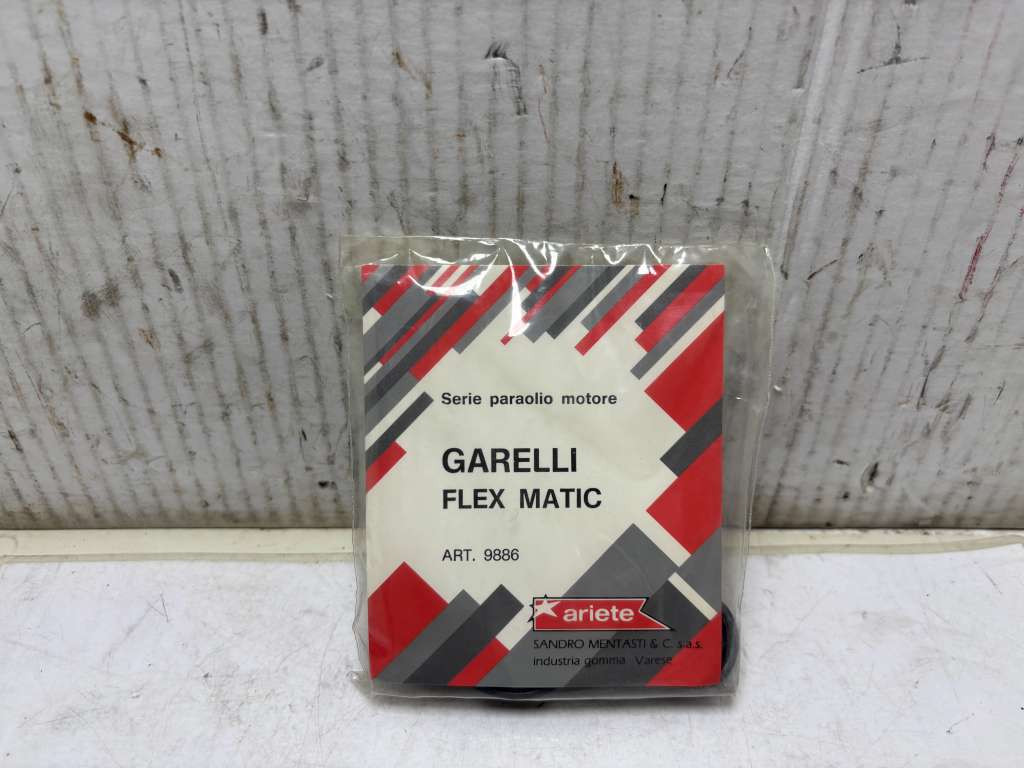 Serie paraolio motore
GARELLI
FLEX MATIC
ART. 9886
ariete
SANDRO MENTASTI & C. s.a.s.
industria gomma Varese